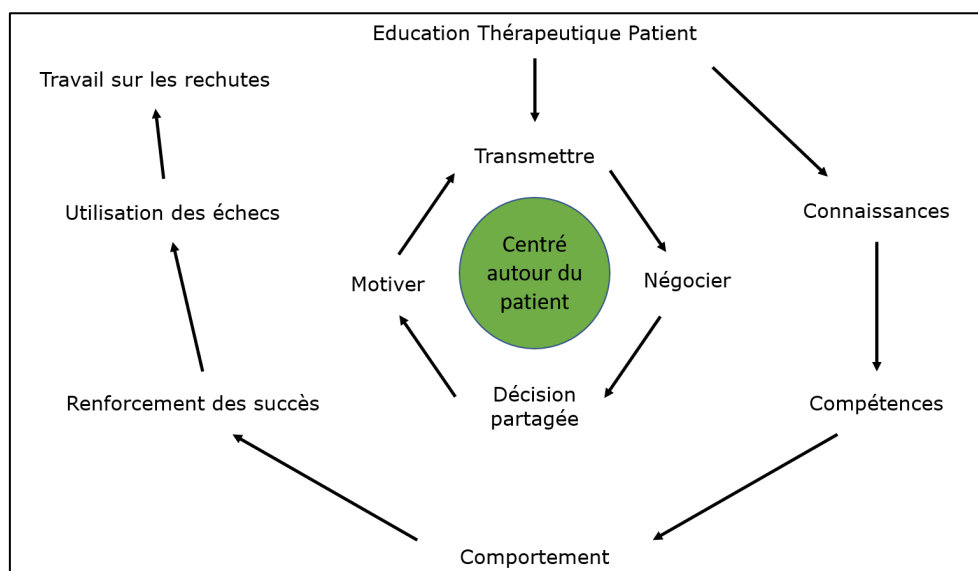 Education Thérapeutique Patient
Travail sur les rechutes
Transmettre
Utilisation des échecs
Connaissances
Centré
autour du
patient
Motiver
Négocier
Renforcement des succès
Décision
partagée
Compétences
Comportement